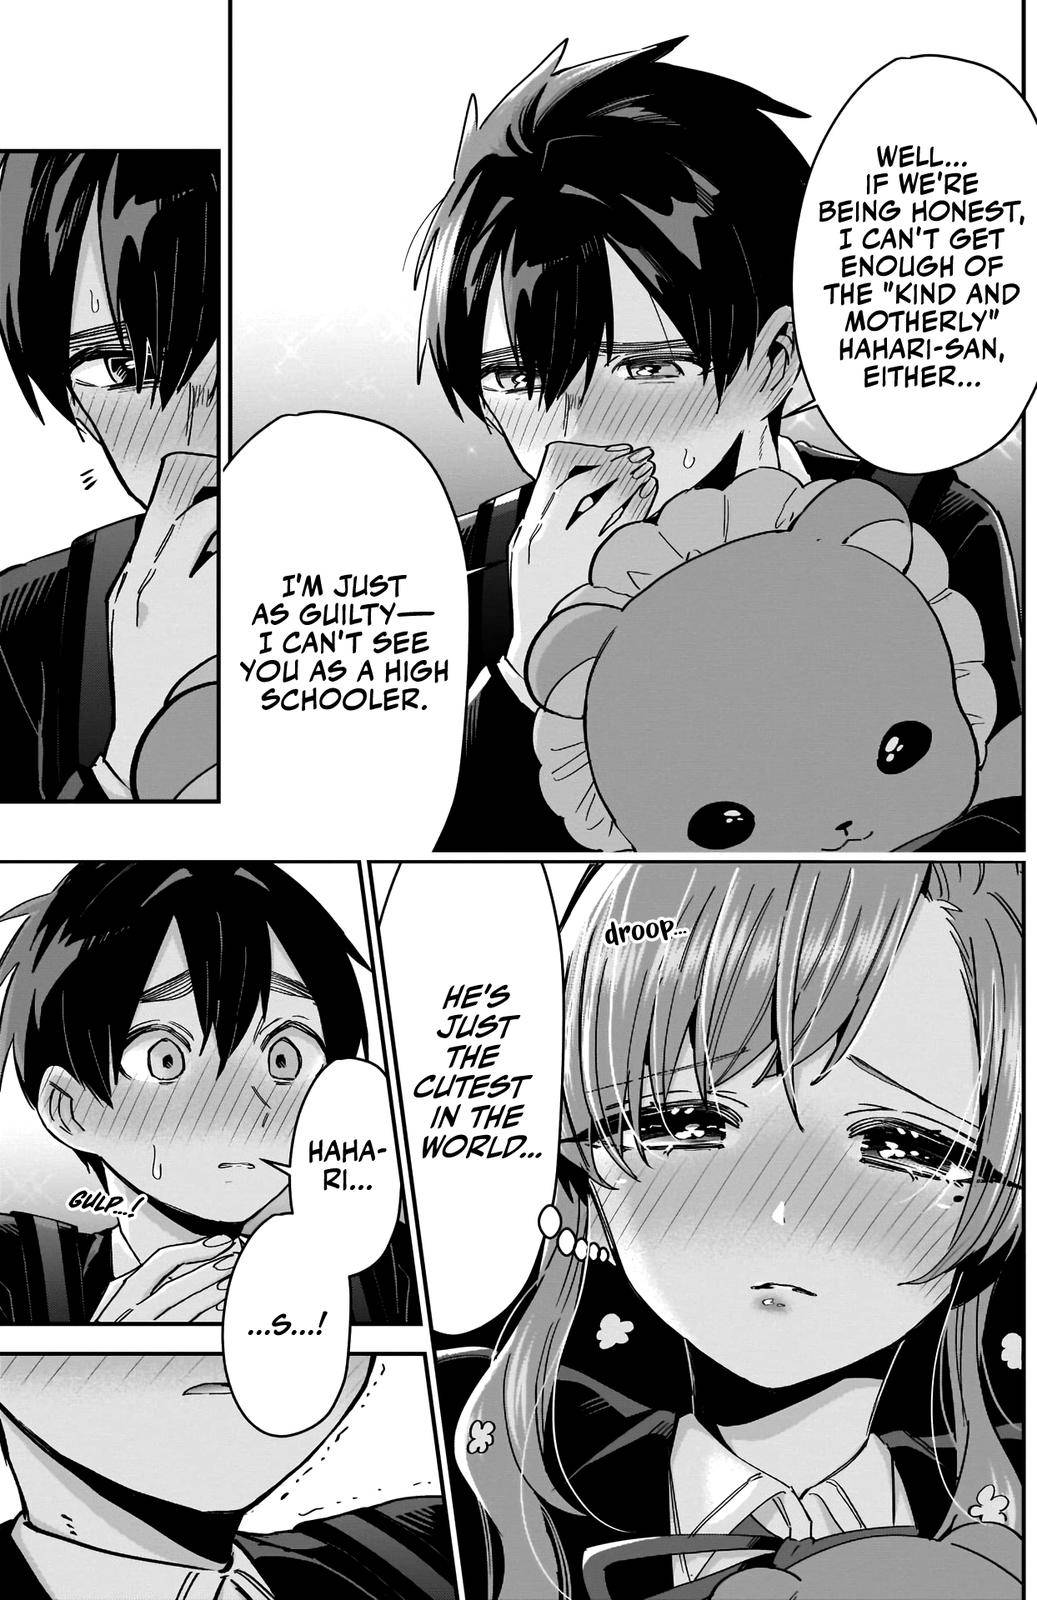 WELL...
IF WE'RE
BEING HONEST,
I CAN'T GET
ENOUGH OF
THE "KIND AND
MOTHERLY"
HAHARI-SAN,
EITHER...
I'M JUST
AS GUILTY—
I CAN'T SEE
YOU AS A HIGH
SCHOOLER.
droop...
HE'S
JUST
THE
CUTEST
IN THE
WORLD...
HAHA-
RI...
GULP...!
...S...!